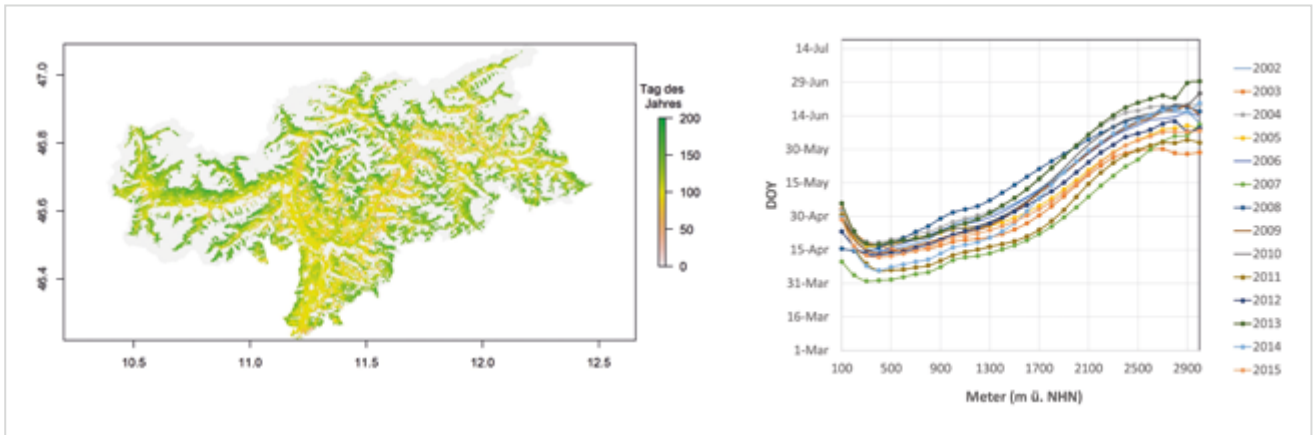 47.0
46.8
46.6
46.4
10.5
11.0
11.5
12.0
12.5
Tag des
Jahres
200
150
100
50
0
DOY
14-Jul
29-Jun
14-Jun
30-May
15-May
30-Apr
15-Apr
31-Mar
16-Mar
1-Mar
100
500
900
1300
1700
2100
2500
2900
Meter (m ü. NHN)
2002
2003
2004
2005
2006
2007
2008
2009
2010
2011
2012
2013
2014
2015